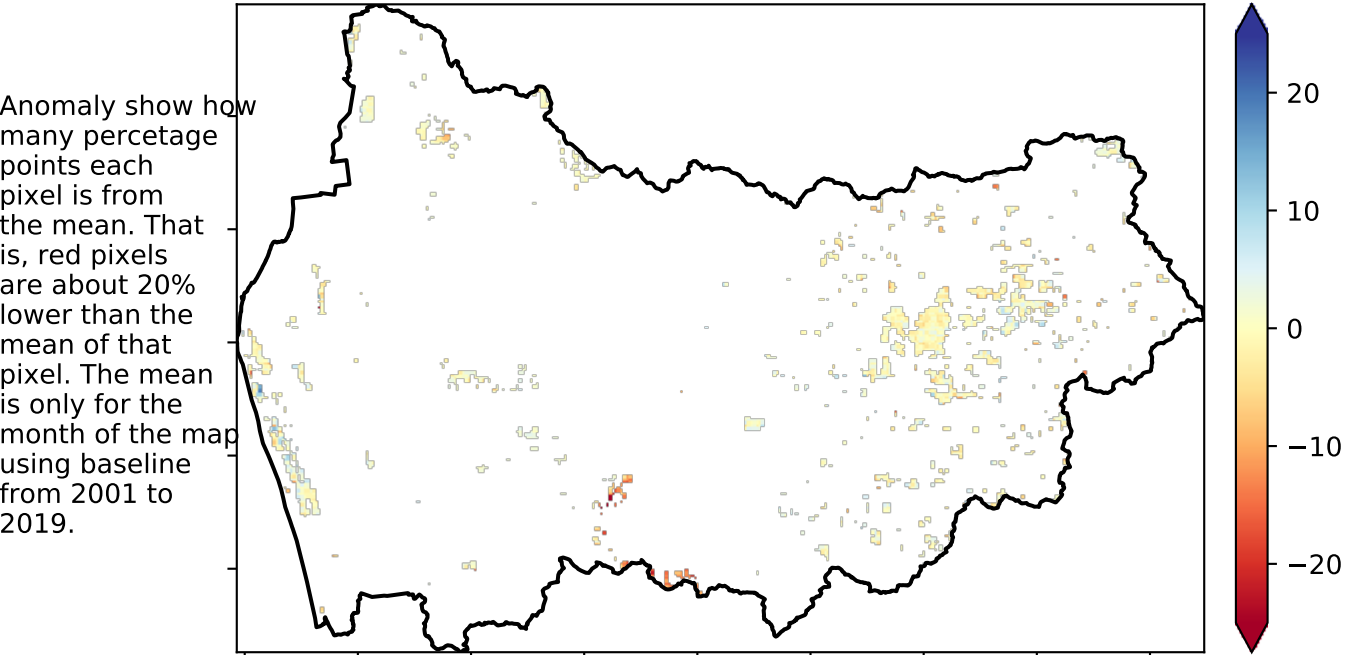 Anomaly show how
many percetage
points each
pixel is from
the mean. That
is, red pixels
are about 20%
lower than the
mean of that
pixel. The mean
is only for the
month of the map
using baseline
from 2001 to
2019.
20
10
0
−10
−20